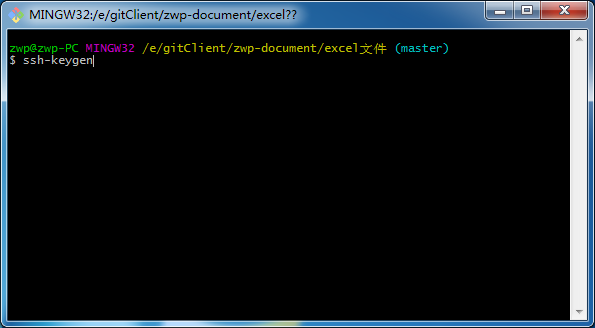 MINGW32:/e/gitClient/zwp-document/excel??
zwp@zwp-PC MINGW32 /e/gitClient/zwp-document/excel文件 (master)
$ ssh-keygen